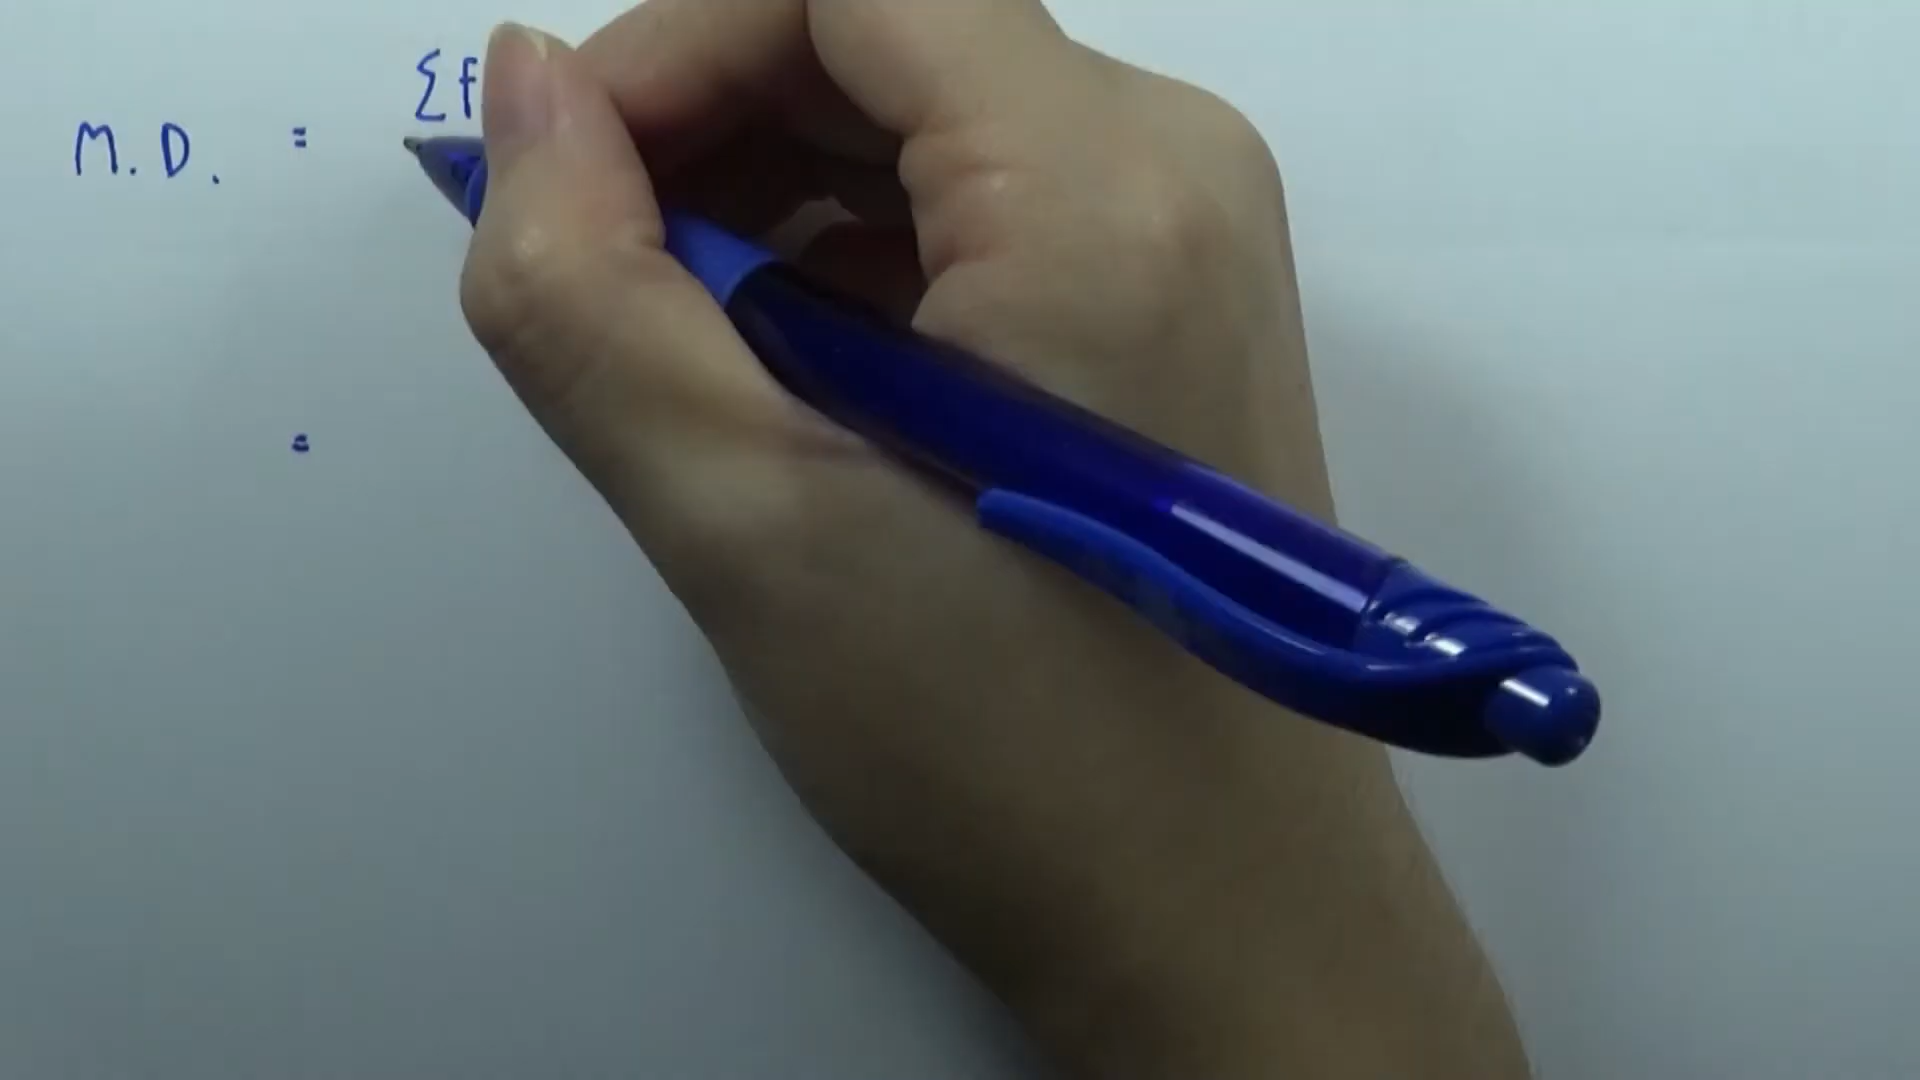 M.D. = Σf
=